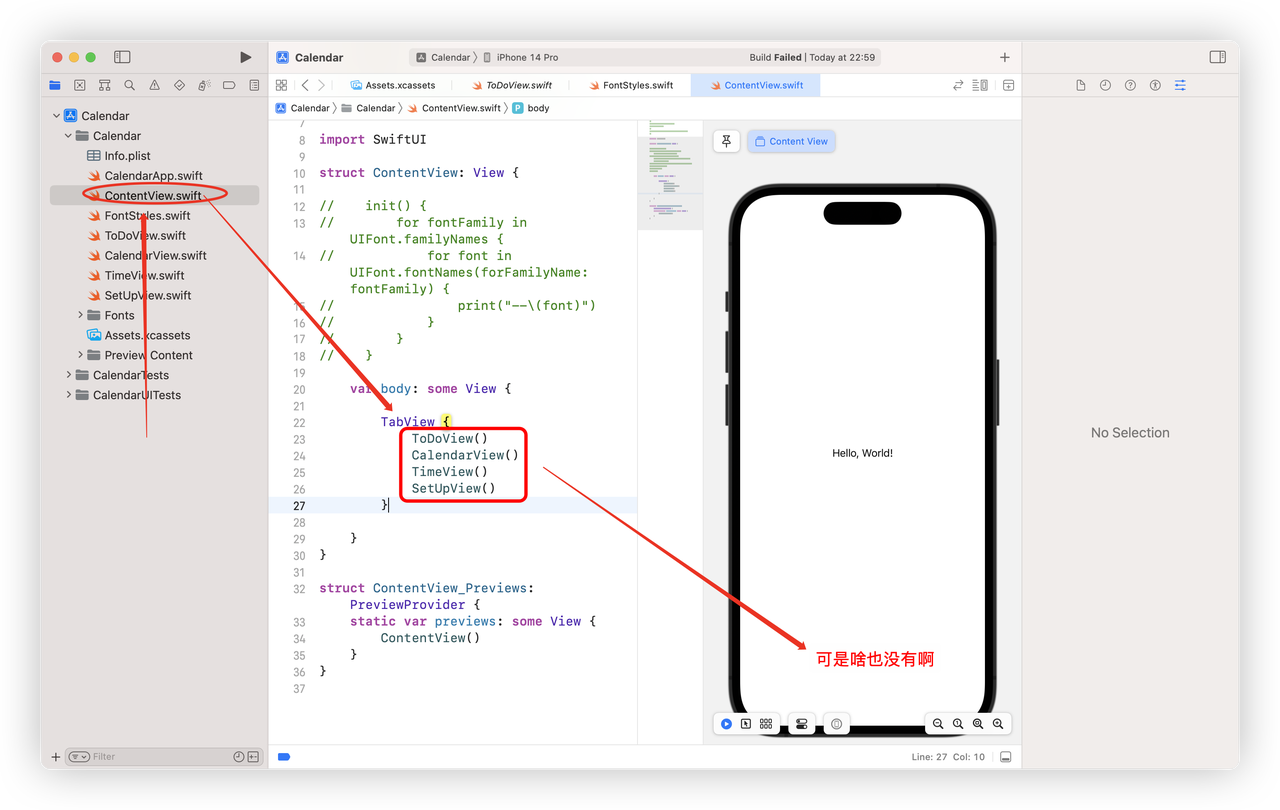 Calendar
Calendar 〉 iPhone 14 Pro
Build Failed | Today at 22:59
Assets.xcassets
ToDoView.swift
FontStyles.swift
ContentView.swift
Calendar 〉 Calendar 〉 ContentView.swift 〉 P body
Calendar
Calendar
Info.plist
CalendarApp.swift
ContentView.swift
FontStyles.swift
ToDoView.swift
CalendarView.swift
TimeView.swift
SetUpView.swift
Fonts
Assets.xcassets
Preview Content
CalendarTests
CalendarUITests
Filter
7
8 import SwiftUI
9
10 struct ContentView: View {
11
12 //    init() {
13 //        for fontFamily in
UIFont.familyNames {
14 //            for font in
UIFont.fontNames(forFamilyName:
fontFamily) {
15 //                print("--\(font)")
16 //            }
17 //        }
18 //    }
19
20 var body: some View {
21
22 TabView {
23 ToDoView()
24 CalendarView()
25 TimeView()
26 SetUpView()
27 }
28
29 }
30 }
31
32 struct ContentView_Previews:
PreviewProvider {
33 static var previews: some View {
34 ContentView()
35 }
36 }
37
Content View
Hello, World!
可是啥也没有啊
No Selection
Line: 27 Col: 10